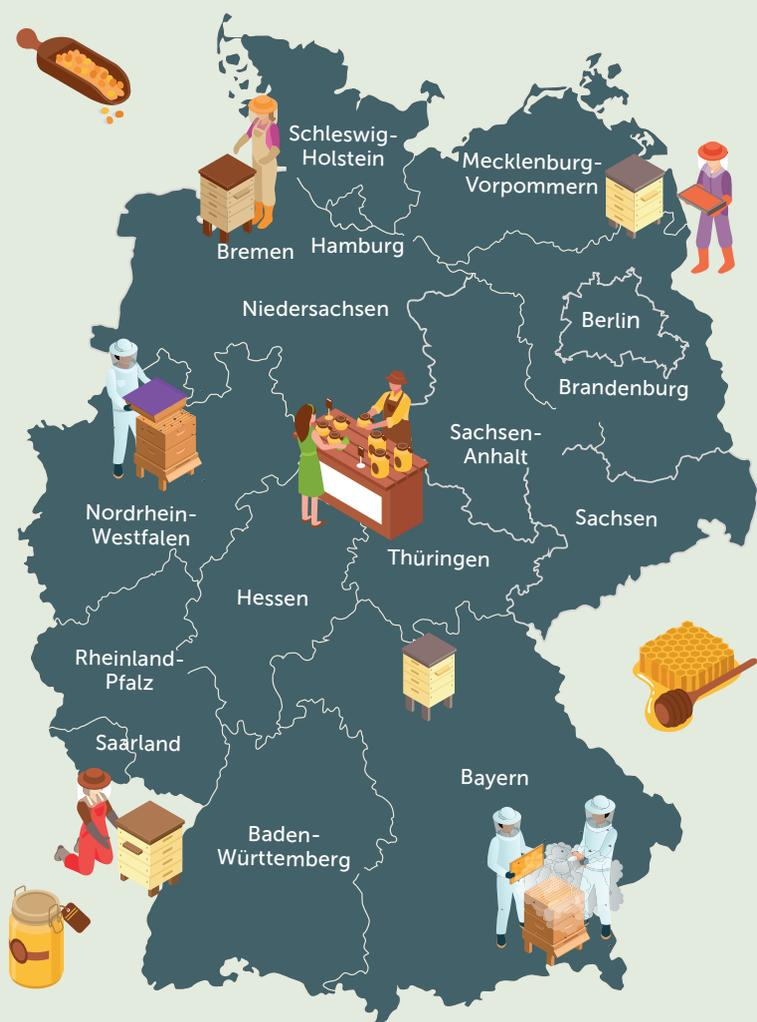 Schleswig-
Holstein
Mecklenburg-
Vorpommern
Bremen
Hamburg
Niedersachsen
Berlin
Brandenburg
Sachsen-
Anhalt
Nordrhein-
Westfalen
Sachsen
Thüringen
Hessen
Rheinland-
Pfalz
Saarland
Bayern
Baden-
Württemberg